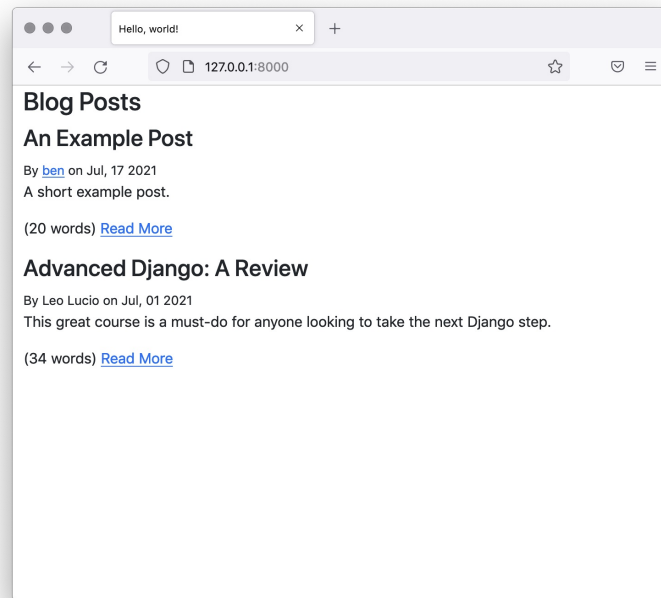 Hello, world!
127.0.0.1:8000
Blog Posts
An Example Post
By ben on Jul, 17 2021
A short example post.
(20 words) Read More
Advanced Django: A Review
By Leo Lucio on Jul, 01 2021
This great course is a must-do for anyone looking to take the next Django step.
(34 words) Read More